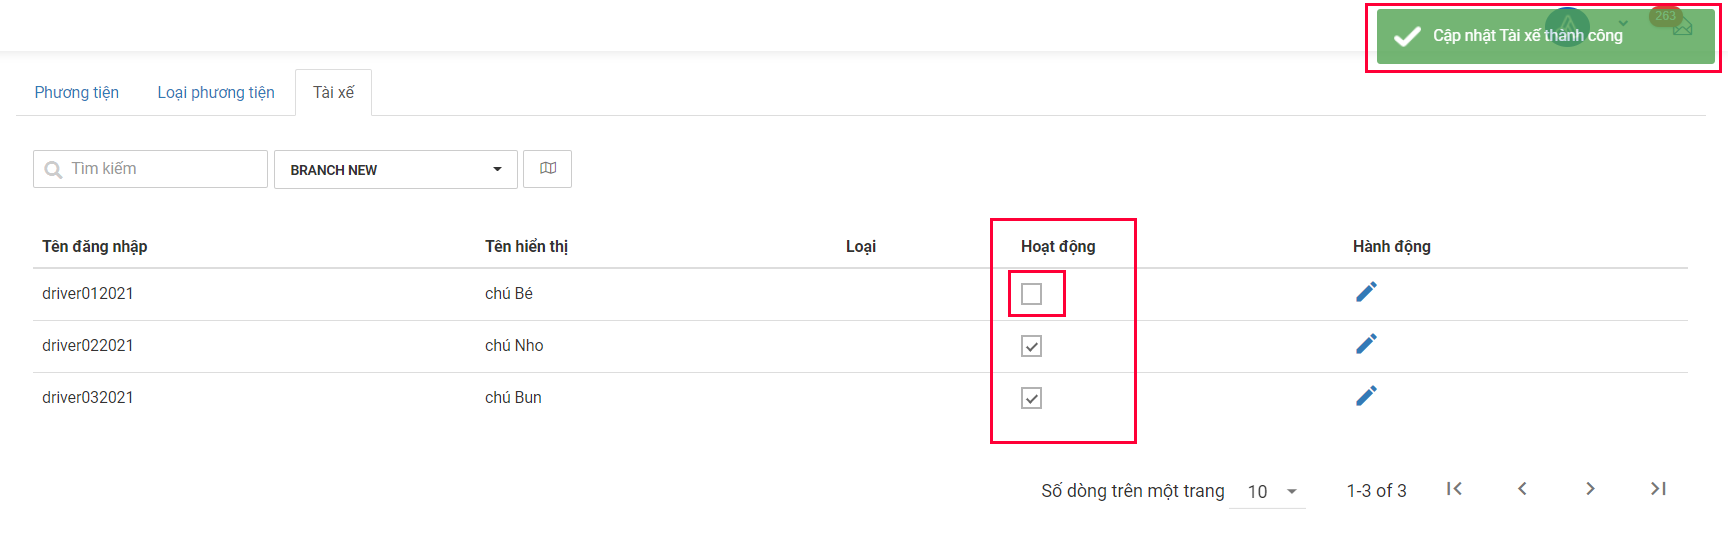 263
Cập nhật Tài xế thành công
Phương tiện Loại phương tiện Tài xế
Tìm kiếm BRANCH NEW
Tên đăng nhập Tên hiển thị Loại Hoạt động Hành động
driver012021 chú Bé
driver022021 chú Nho
driver032021 chú Bun
Số dòng trên một trang 10 1-3 of 3